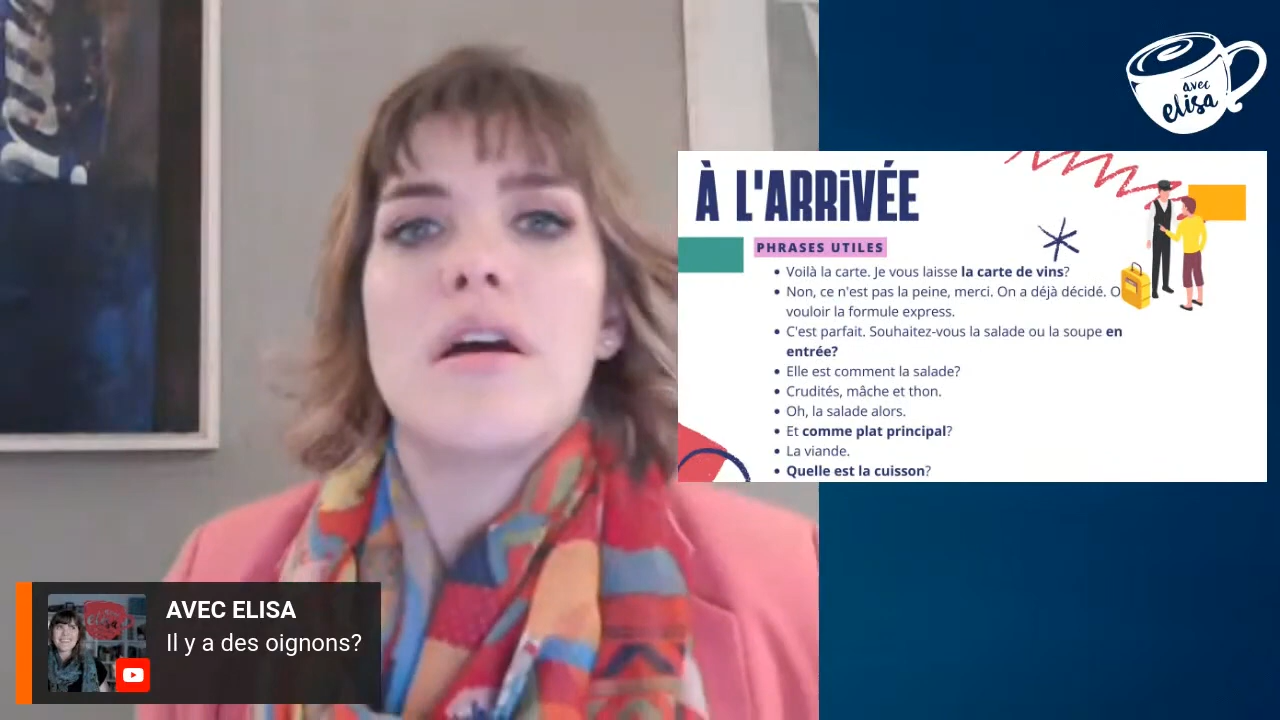 avec
elisa
À L'ARRiVÉE
PHRASES UTILES
Voilà la carte. Je vous laisse la carte de vins?
Non, ce n'est pas la peine, merci. On a déjà décidé. O
vouloir la formule express.
C'est parfait. Souhaitez-vous la salade ou la soupe en
entrée?
Elle est comment la salade?
Crudités, mâche et thon.
Oh, la salade alors.
Et comme plat principal?
La viande.
Quelle est la cuisson?
AVEC ELISA
Il y a des oignons?